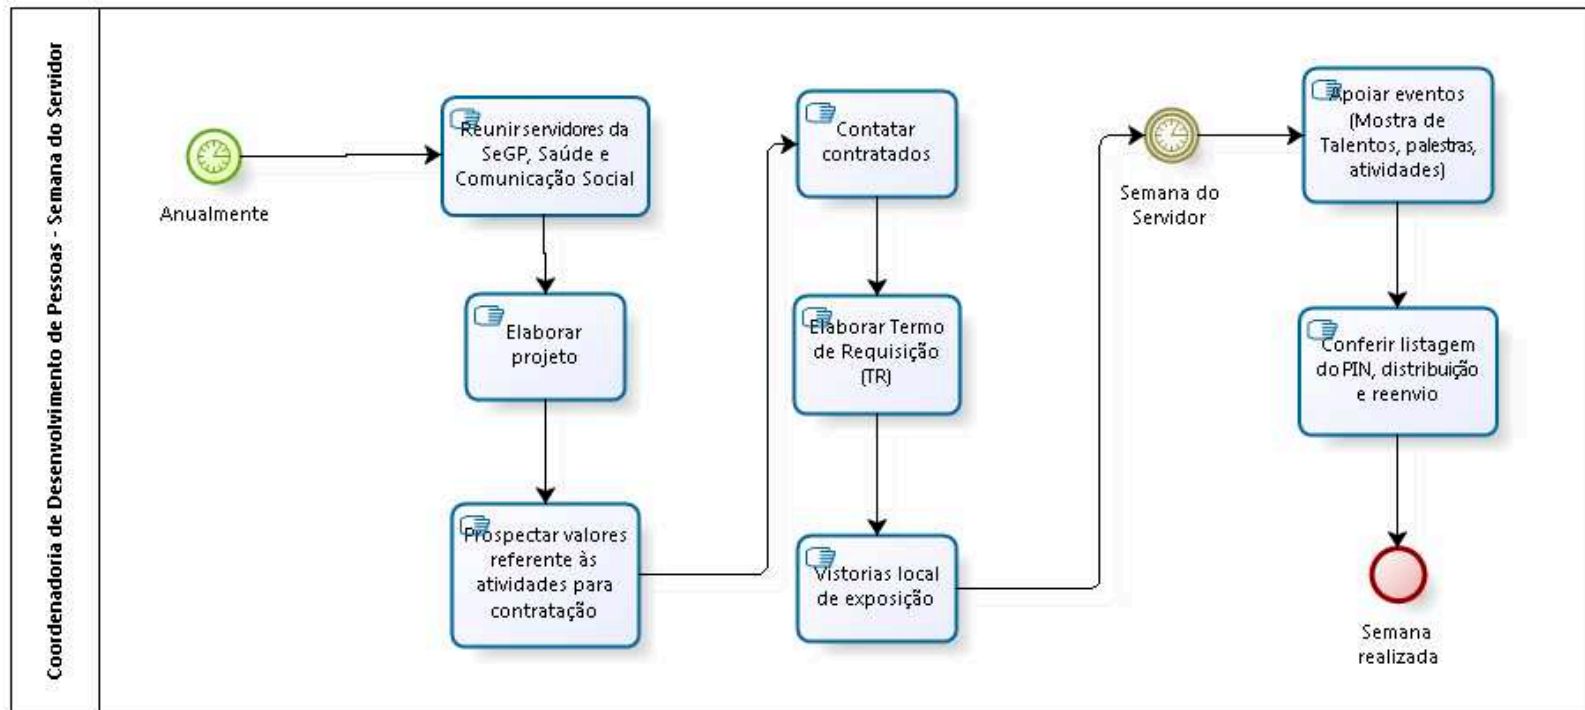 Coordenadoria de Desenvolvimento de Pessoas - Semana do Servidor
Anualmente
Reunir servidores da
SeGP, Saúde e
Comunicação Social
Elaborar
projeto
Prospectar valores
referente às
atividades para
contratação
Contatar
contratados
Elaborar Termo
de Requisição
(TR)
Vistorias local
de exposição
Semana do
Servidor
Apoiar eventos
(Mostra de
Talentos, palestras,
atividades)
Conferir listagem
do PIN, distribuição
e reenvio
Semana
realizada